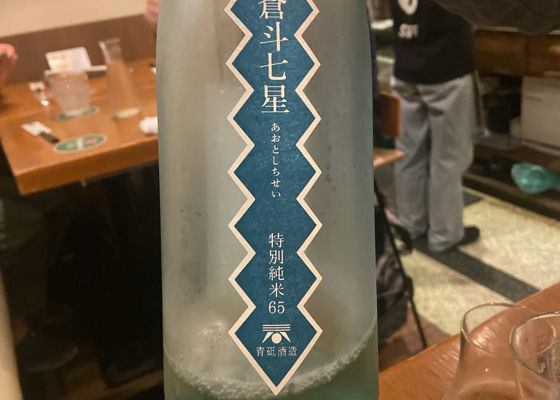 蒼斗七星
あおとしちせい
特別純米65
青砥酒造